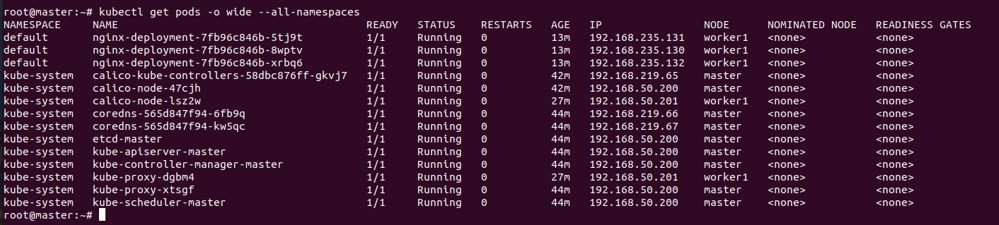 root@master:~# kubectl get pods -o wide --all-namespaces
NAMESPACE     NAME                                       READY   STATUS    RESTARTS   AGE   IP                NODE      NOMINATED NODE   READINESS GATES
default       nginx-deployment-7fb96c846b-5tj9t          1/1     Running   0          13m   192.168.235.131   worker1   <none>           <none>
default       nginx-deployment-7fb96c846b-8wptv          1/1     Running   0          13m   192.168.235.130   worker1   <none>           <none>
default       nginx-deployment-7fb96c846b-xrbq6          1/1     Running   0          13m   192.168.235.132   worker1   <none>           <none>
kube-system   calico-kube-controllers-58dbc876ff-gkvj7   1/1     Running   0          42m   192.168.219.65    master    <none>           <none>
kube-system   calico-node-47cjh                          1/1     Running   0          42m   192.168.50.200    master    <none>           <none>
kube-system   calico-node-lsz2w                          1/1     Running   0          27m   192.168.50.201    worker1   <none>           <none>
kube-system   coredns-565d847f94-6fb9q                   1/1     Running   0          44m   192.168.219.66    master    <none>           <none>
kube-system   coredns-565d847f94-kw5qc                   1/1     Running   0          44m   192.168.219.67    master    <none>           <none>
kube-system   etcd-master                                1/1     Running   0          44m   192.168.50.200    master    <none>           <none>
kube-system   kube-apiserver-master                      1/1     Running   0          44m   192.168.50.200    master    <none>           <none>
kube-system   kube-controller-manager-master             1/1     Running   0          44m   192.168.50.200    master    <none>           <none>
kube-system   kube-proxy-dgbm4                           1/1     Running   0          27m   192.168.50.201    worker1   <none>           <none>
kube-system   kube-proxy-xtsgf                           1/1     Running   0          44m   192.168.50.200    master    <none>           <none>
kube-system   kube-scheduler-master                      1/1     Running   0          44m   192.168.50.200    master    <none>           <none>
root@master:~#